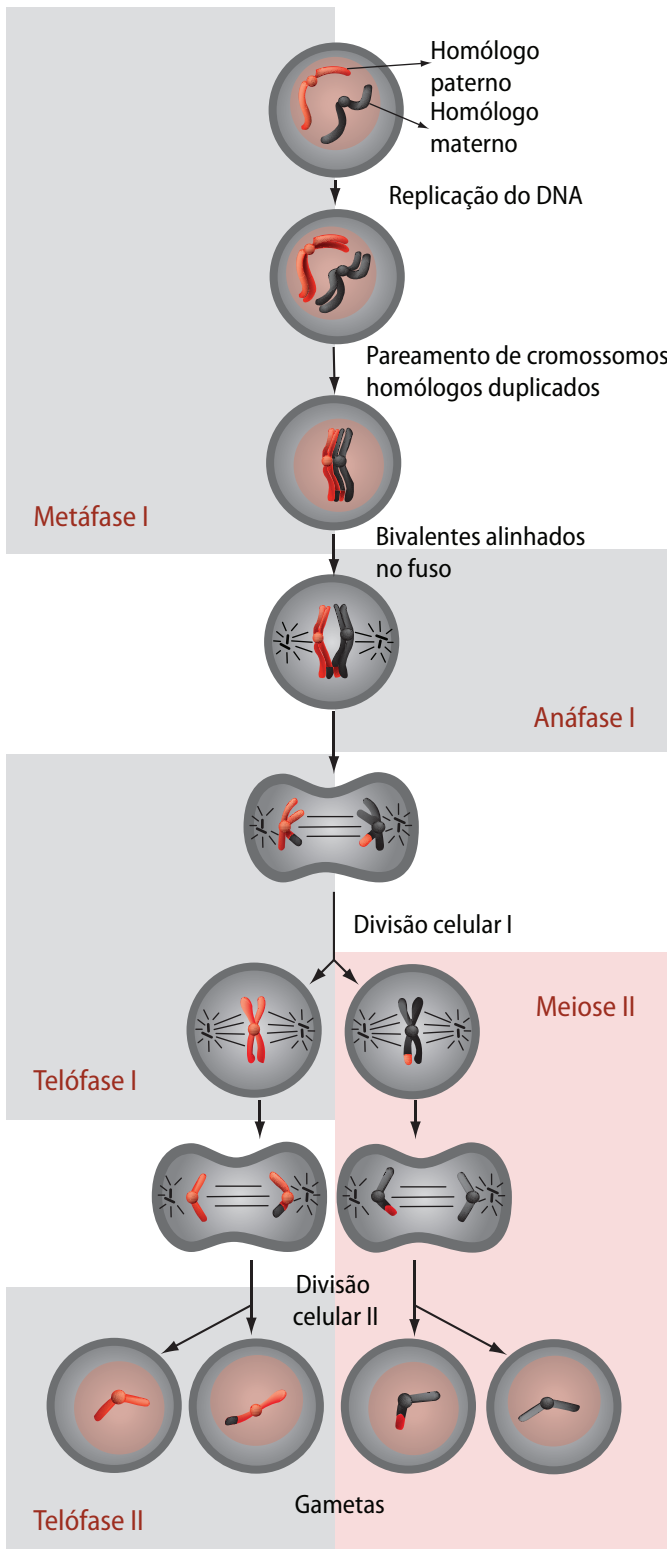 Homólogo
paterno
Homólogo
materno
Replicação do DNA
Pareamento de cromossomos
homólogos duplicados
Metáfase I
Bivalentes alinhados
no fuso
Anáfase I
Divisão celular I
Meiose II
Telófase I
Divisão
celular II
Gametas
Telófase II